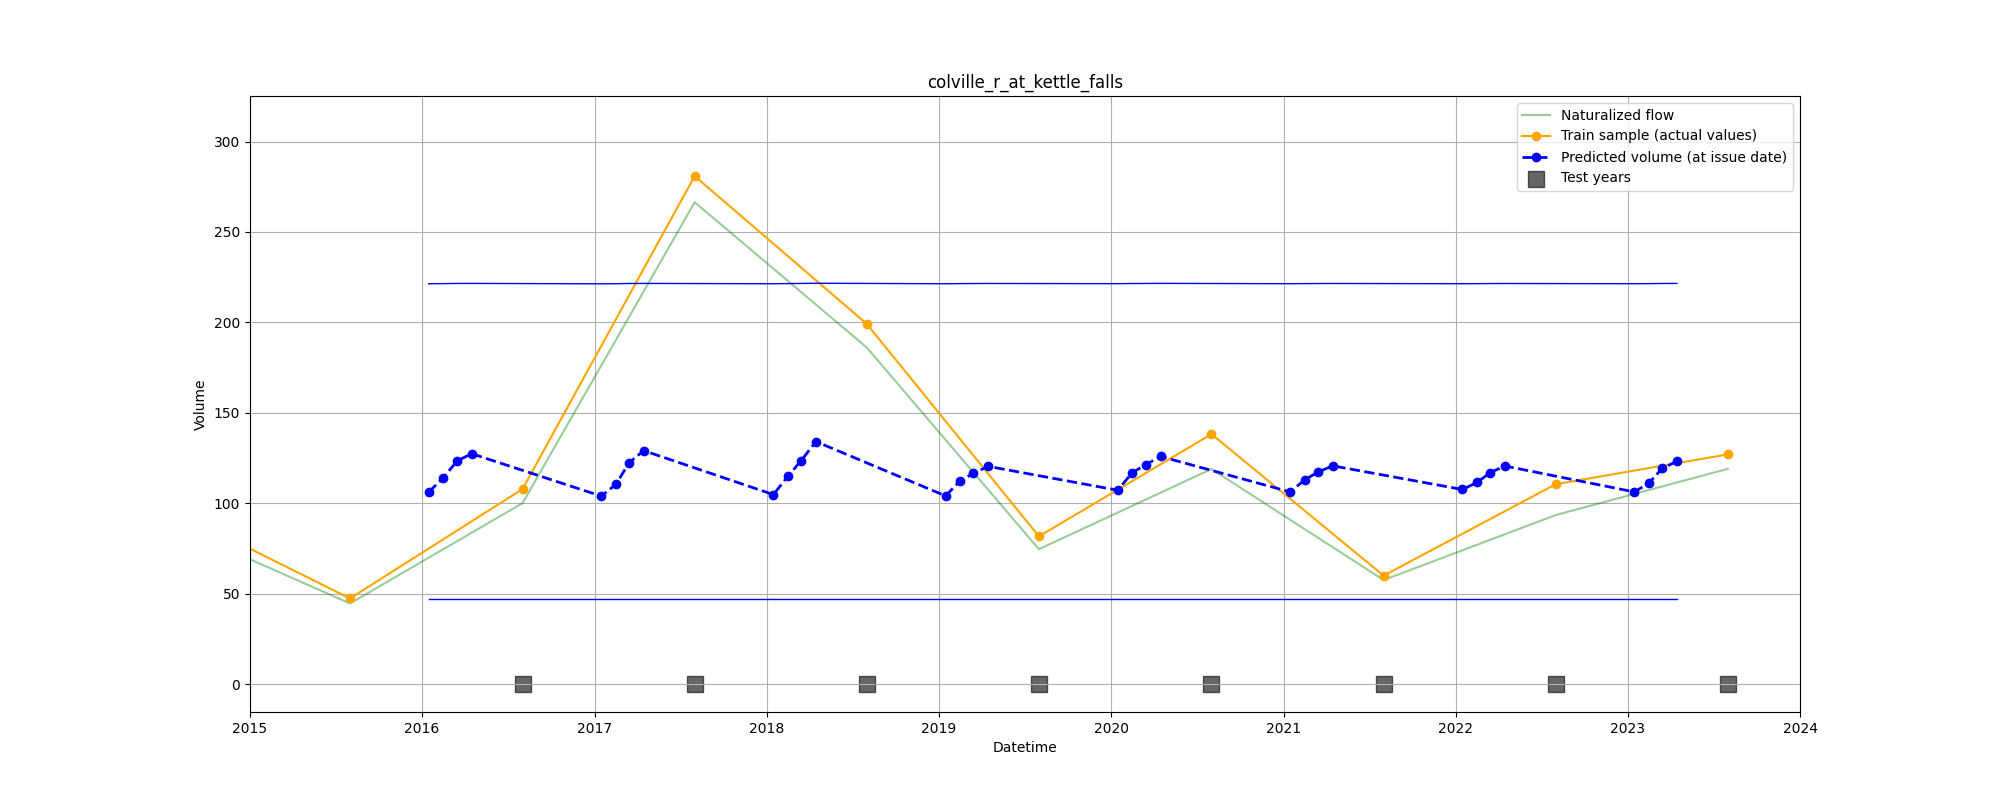 colville_r_at_kettle_falls
Naturalized flow
Train sample (actual values)
Predicted volume (at issue date)
Test years
300
250
200
150
100
50
0
Volume
2015 2016 2017 2018 2019 2020 2021 2022 2023 2024
Datetime